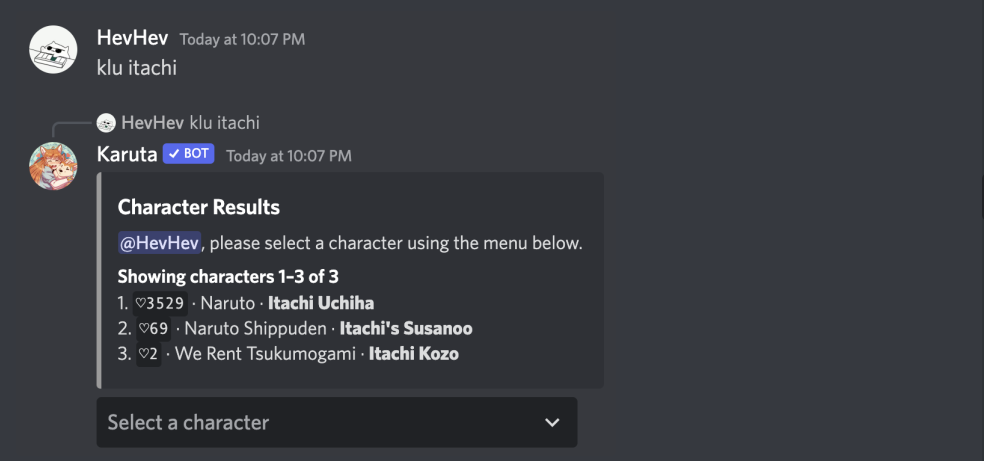 HevHev Today at 10:07 PM
klu itachi
HevHev klu itachi
Karuta ✓ BOT Today at 10:07 PM
Character Results
@HevHev, please select a character using the menu below.
Showing characters 1–3 of 3
1. ♡3529 · Naruto · Itachi Uchiha
2. ♡69 · Naruto Shippuden · Itachi's Susanoo
3. ♡2 · We Rent Tsukumogami · Itachi Kozo
Select a character